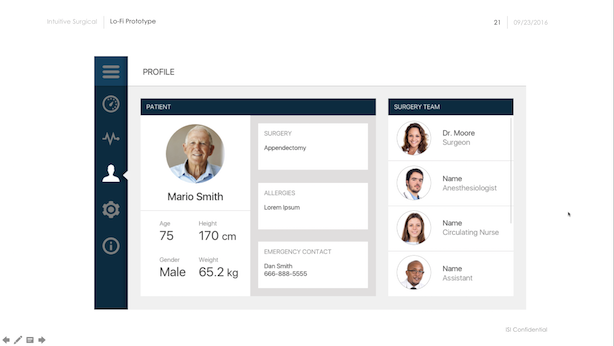 Intuitive Surgical
Lo-Fi Prototype
21
09/23/2016
PROFILE
PATIENT
Mario Smith
Age
Height
75
170 cm
Gender
Weight
Male
65.2 kg
SURGERY
Appendectomy
ALLERGIES
Lorem Ipsum
EMERGENCY CONTACT
Dan Smith
666-888-5555
SURGERY TEAM
Dr. Moore
Surgeon
Name
Anesthesiologist
Name
Circulating Nurse
Name
Assistant
Confidential